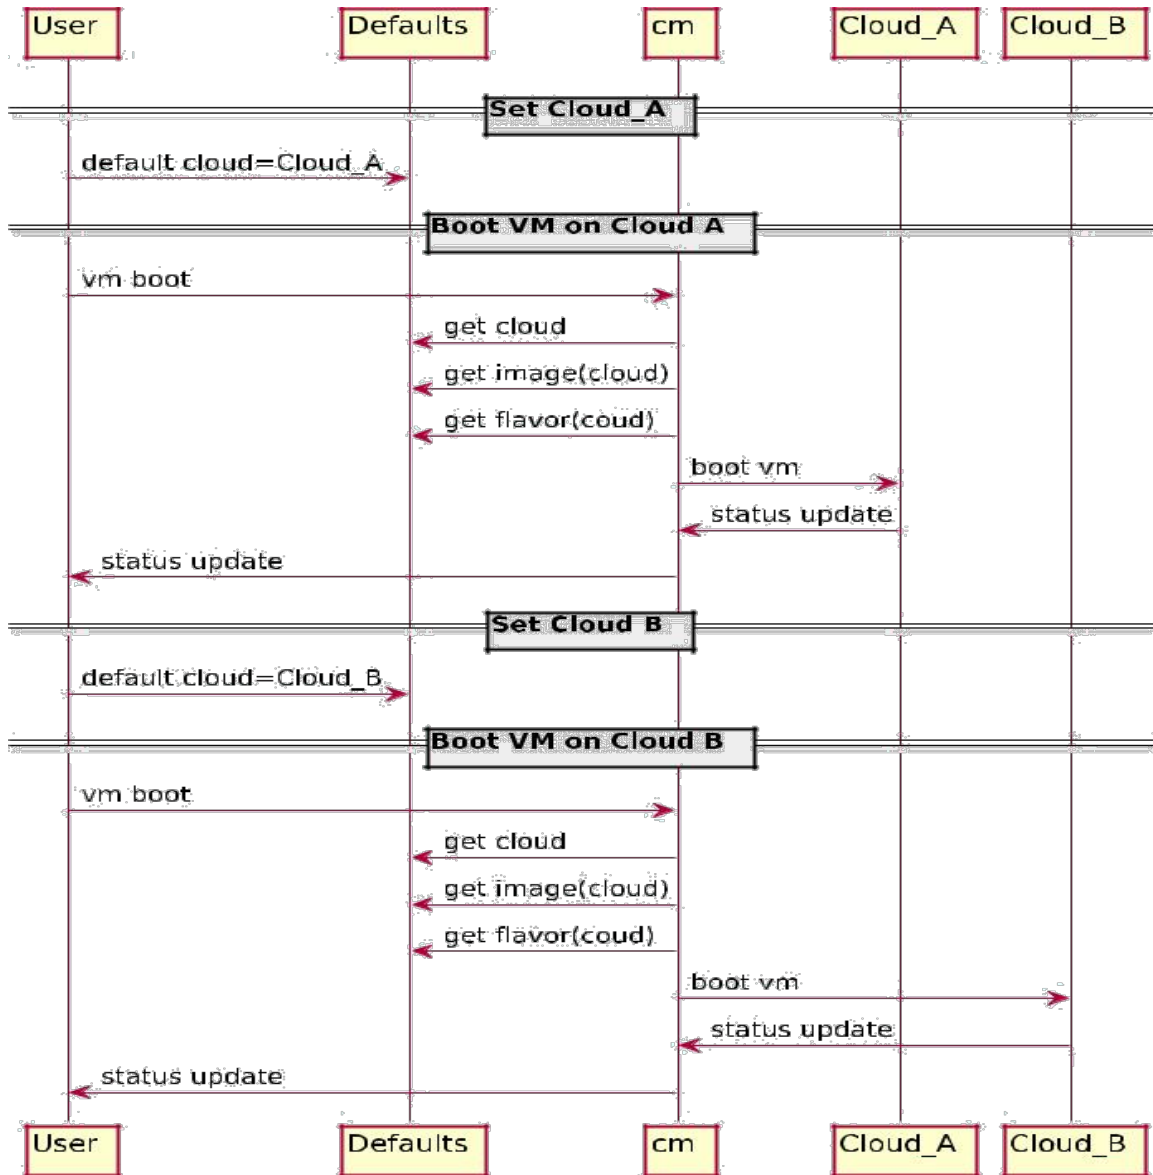 User Defaults cm Cloud_A Cloud_B
Set Cloud_A
default cloud=Cloud_A
Boot VM on Cloud A
vm boot
get cloud
get image(cloud)
get flavor(coud)
boot vm
status update
status update
Set Cloud B
default cloud=Cloud_B
Boot VM on Cloud B
vm boot
get cloud
get image(cloud)
get flavor(coud)
boot vm
status update
status update
User Defaults cm Cloud_A Cloud_B